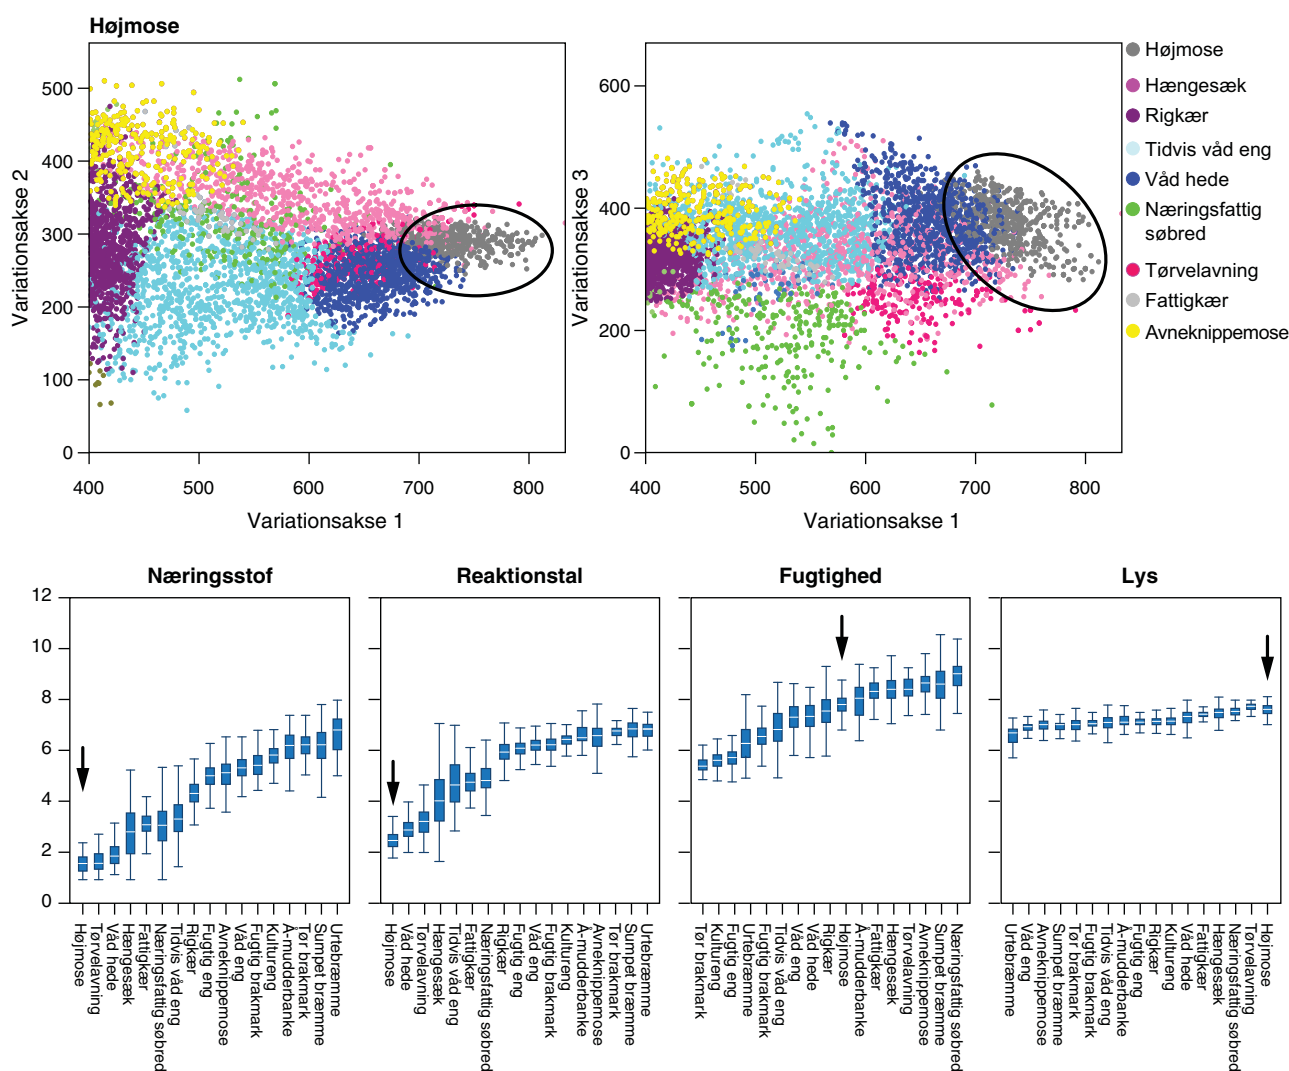 Højmose
500
400
300
200
100
0
Variationsakse 2
400
500
600
700
800
Variationsakse 1
600
400
200
0
Variationsakse 3
400
500
600
700
800
Variationsakse 1
Højmose
Hængesæk
Rigkær
Tidvis våd eng
Våd hede
Næringsfattig
søbred
Tørvelavning
Fattigkær
Avneknippemose
Næringsstof
Reaktionstal
Fugtighed
Lys
12
10
8
6
4
2
0
Højmose
Tørvelavning
Våd hede
Hængesæk
Fattigkær
Næringsfattig søbred
Tidvis våd eng
Rigkær
Fugtig eng
Avneknippemose
Våd eng
Fugtig brakmark
Kultureng
Å-mudderbanke
Tør brakmark
Sumpet bræmme
Urtebræmme
Højmose
Våd hede
Tørvelavning
Hængesæk
Tidvis våd eng
Fattigkær
Næringsfattig søbred
Rigkær
Fugtig eng
Våd eng
Fugtig brakmark
Kultureng
Å-mudderbanke
Avneknippemose
Tør brakmark
Sumpet bræmme
Urtebræmme
Tør brakmark
Kultureng
Fugtig eng
Urtebræmme
Fugtig brakmark
Tidvis våd eng
Våd eng
Våd hede
Rigkær
Højmose
Å-mudderbanke
Fattigkær
Hængesæk
Tørvelavning
Avneknippemose
Sumpet bræmme
Næringsfattig søbred
Urtebræmme
Våd eng
Avneknippemose
Sumpet bræmme
Tør brakmark
Fugtig brakmark
Tidvis våd eng
Å-mudderbanke
Fugtig eng
Rigkær
Kultureng
Våd hede
Fattigkær
Hængesæk
Næringsfattig søbred
Tørvelavning
Højmose